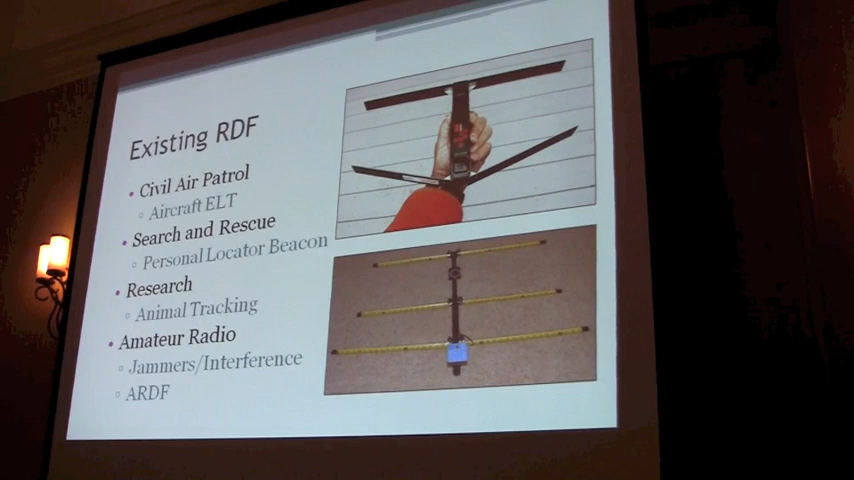 Existing RDF
• Civil Air Patrol
▫ Aircraft ELT
• Search and Rescue
▫ Personal Locator Beacon
• Research
▫ Animal Tracking
• Amateur Radio
▫ Jammers/Interference
▫ ARDF